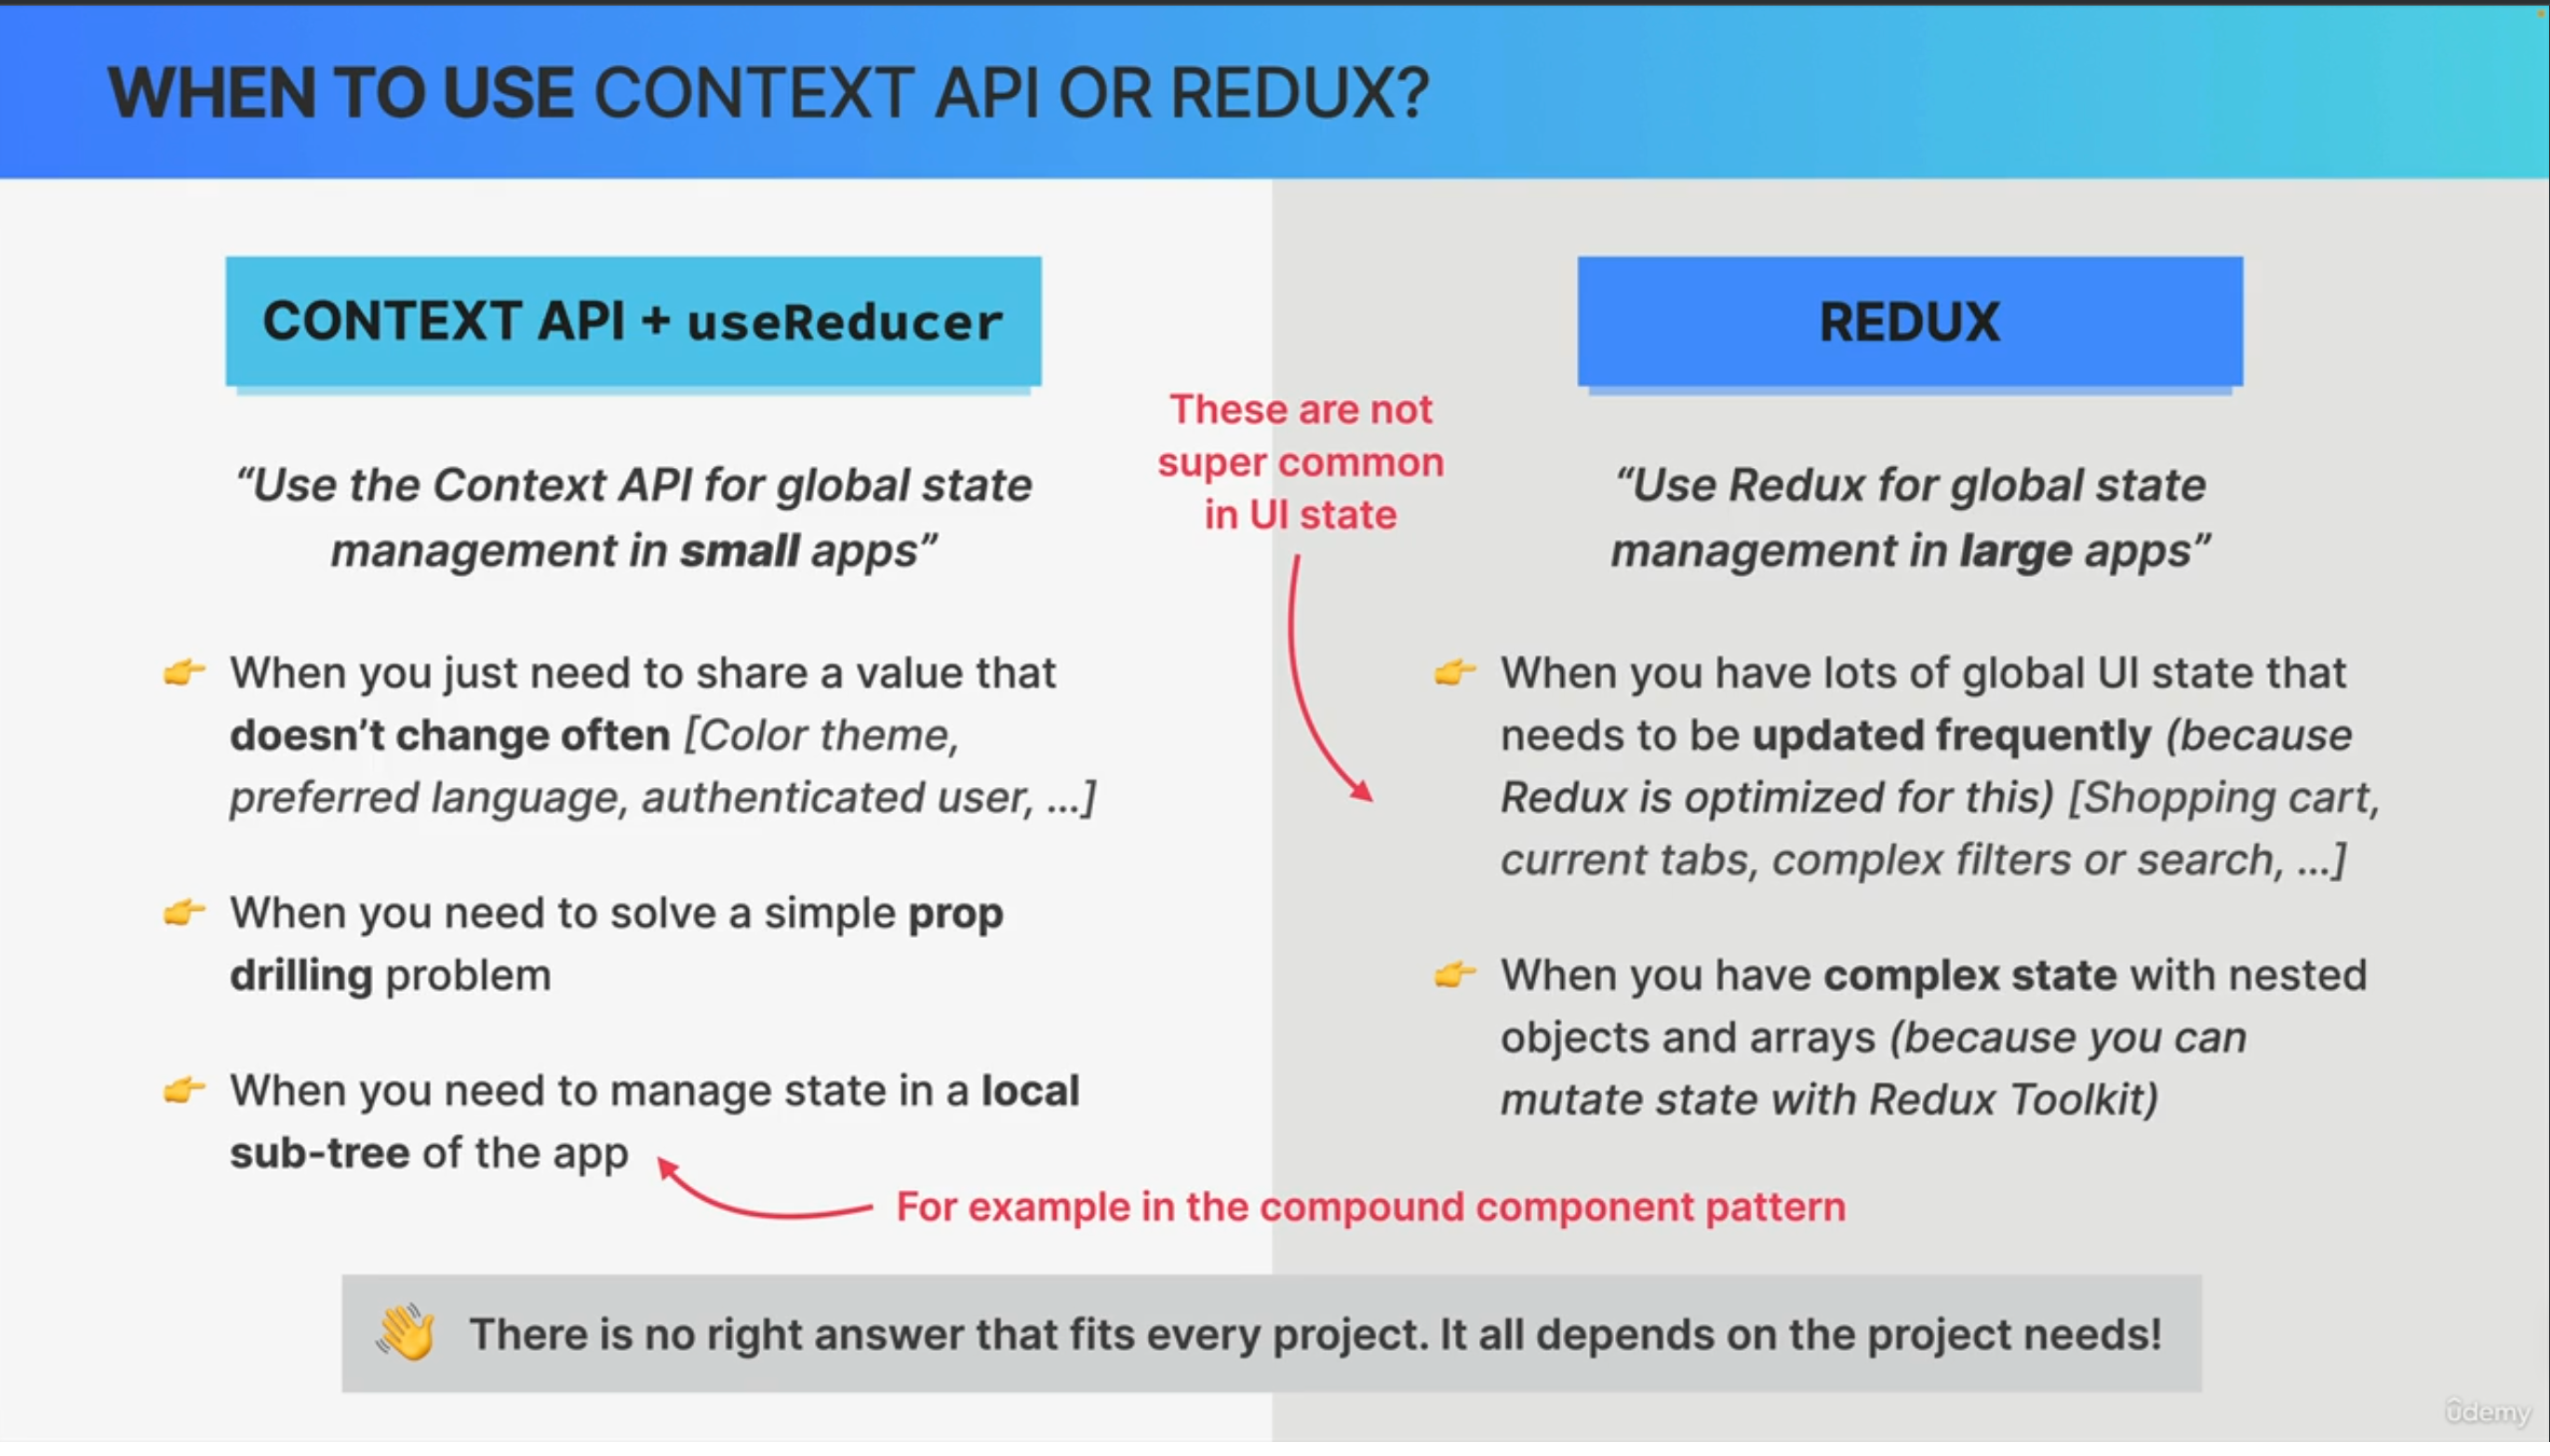 WHEN TO USE CONTEXT API OR REDUX?
CONTEXT API + useReducer
“Use the Context API for global state
management in small apps”
When you just need to share a value that
doesn’t change often [Color theme,
preferred language, authenticated user, …]
When you need to solve a simple prop
drilling problem
When you need to manage state in a local
sub-tree of the app
For example in the compound component pattern
These are not
super common
in UI state
REDUX
“Use Redux for global state
management in large apps”
When you have lots of global UI state that
needs to be updated frequently (because
Redux is optimized for this) [Shopping cart,
current tabs, complex filters or search, …]
When you have complex state with nested
objects and arrays (because you can
mutate state with Redux Toolkit)
There is no right answer that fits every project. It all depends on the project needs!
ûdemy